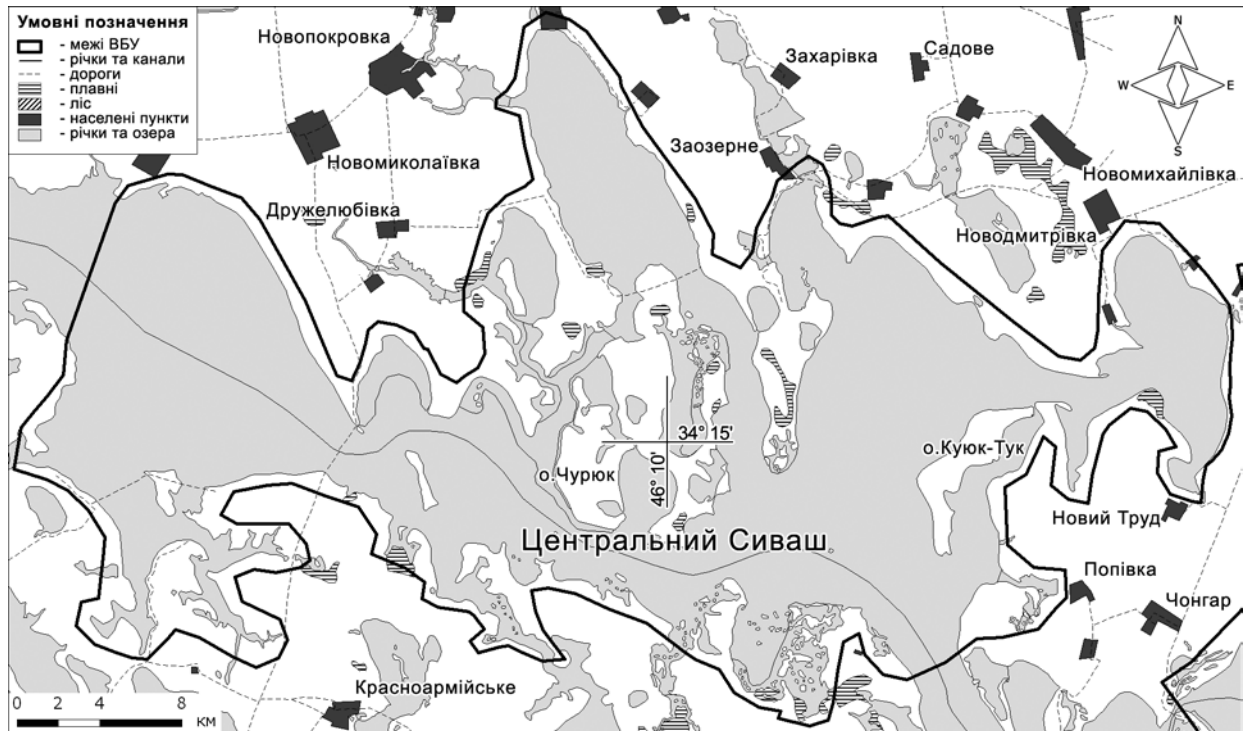 Умовні позначення
- межі ВБУ
- річки та канали
- дороги
- плавні
- ліс
- населені пункти
- річки та озера
Новопокровка
Захарівка
Садове
N
W
E
S
Новомиколаївка
Заозерне
Новомихайлівка
Дружелюбівка
Новодмитрівка
34° 15'
46° 10'
о.Чурюк
о.Куюк-Тук
Новий Труд
Центральний Сиваш
Попівка
Чонгар
Красноармійське
0 2 4 8
КМ